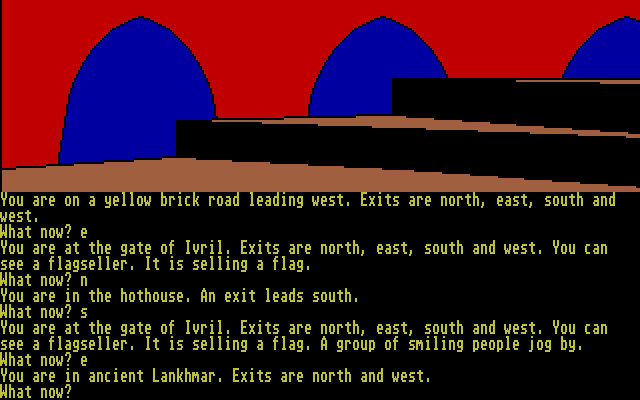 You are on a yellow brick road leading west. Exits are north, east, south and
west.
What now? e
You are at the gate of Ivril. Exits are north, east, south and west. You can
see a flagseller. It is selling a flag.
What now? n
You are in the hothouse. An exit leads south.
What now? s
You are at the gate of Ivril. Exits are north, east, south and west. You can
see a flagseller. It is selling a flag. A group of smiling people jog by.
What now? e
You are in ancient Lankhmar. Exits are north and west.
What now?